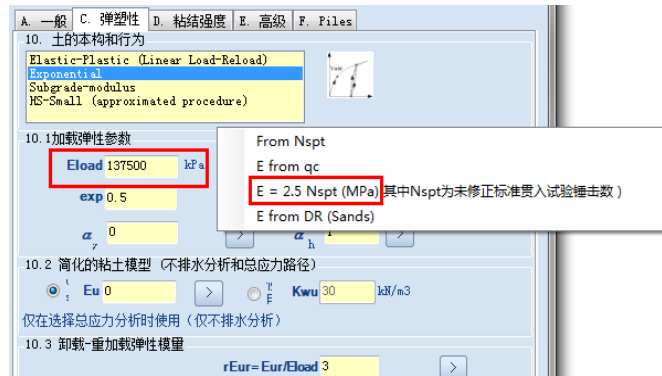 A. 一般 C. 弹塑性 D. 粘结强度 E. 高级 F. Files
10. 土的本构和行为
Elastic-Plastic (Linear Load-Reload)
Exponential
Subgrade-modulus
HS-Small (approximated procedure)
10.1加载弹性参数
Eload 137500 kPa
exp 0.5
From Nspt
E from qc
E = 2.5 Nspt (MPa)其中Nspt为未修正标准贯入试验锤击数）
E from DR (Sands)
αr 0 > αh >
10.2 简化的粘土模型（不排水分析和总应力路径）
Eu 0 > Kwu 30 kN/m3
仅在选择总应力分析时使用（仅不排水分析）
10.3 卸载-重加载弹性模量
rEur= Eur/Eload 3 >